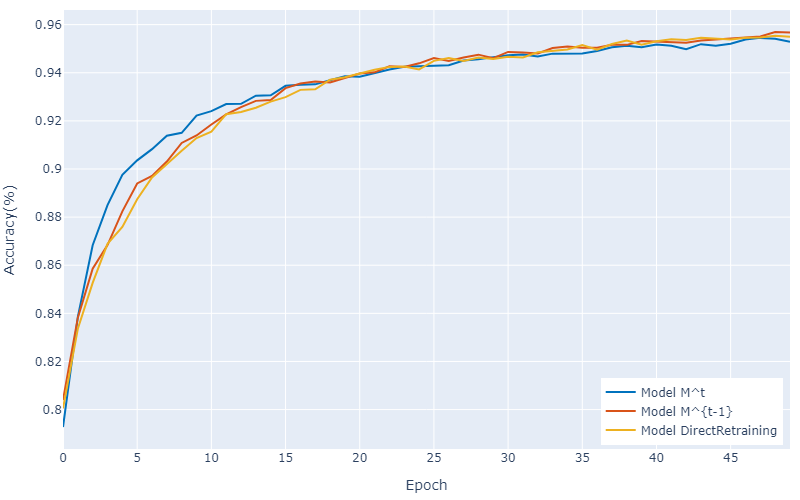 0.96
0.94
0.92
0.9
0.88
0.86
0.84
0.82
0.8
Accuracy(%)
0 5 10 15 20 25 30 35 40 45
Epoch
Model M^t
Model M^{t-1}
Model DirectRetraining